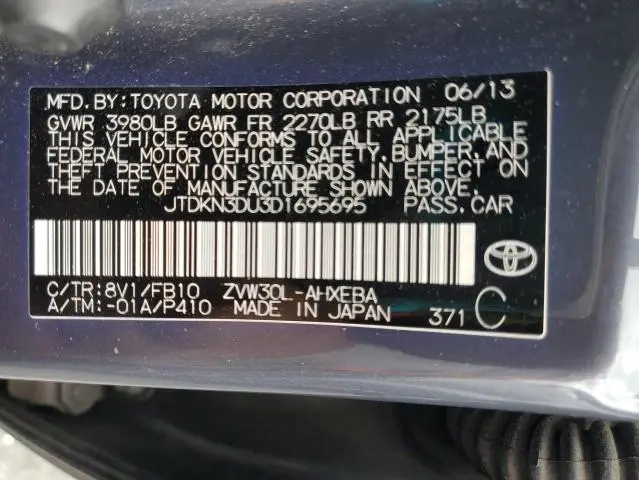 MFD. BY: TOYOTA MOTOR CORPORATION 06/13
GVWR 3980LB GAWR FR 2270LB RR 2175LB
THIS VEHICLE CONFORMS TO ALL APPLICABLE
FEDERAL MOTOR VEHICLE SAFETY, BUMPER, AND
THEFT PREVENTION STANDARDS IN EFFECT ON
THE DATE OF MANUFACTURE SHOWN ABOVE.
JTDKN3DU3D1695695 PASS. CAR
C/TR: 8V1/FB10 ZVW30L-AHXEBA
A/TM: -01A/P410 MADE IN JAPAN 371 C